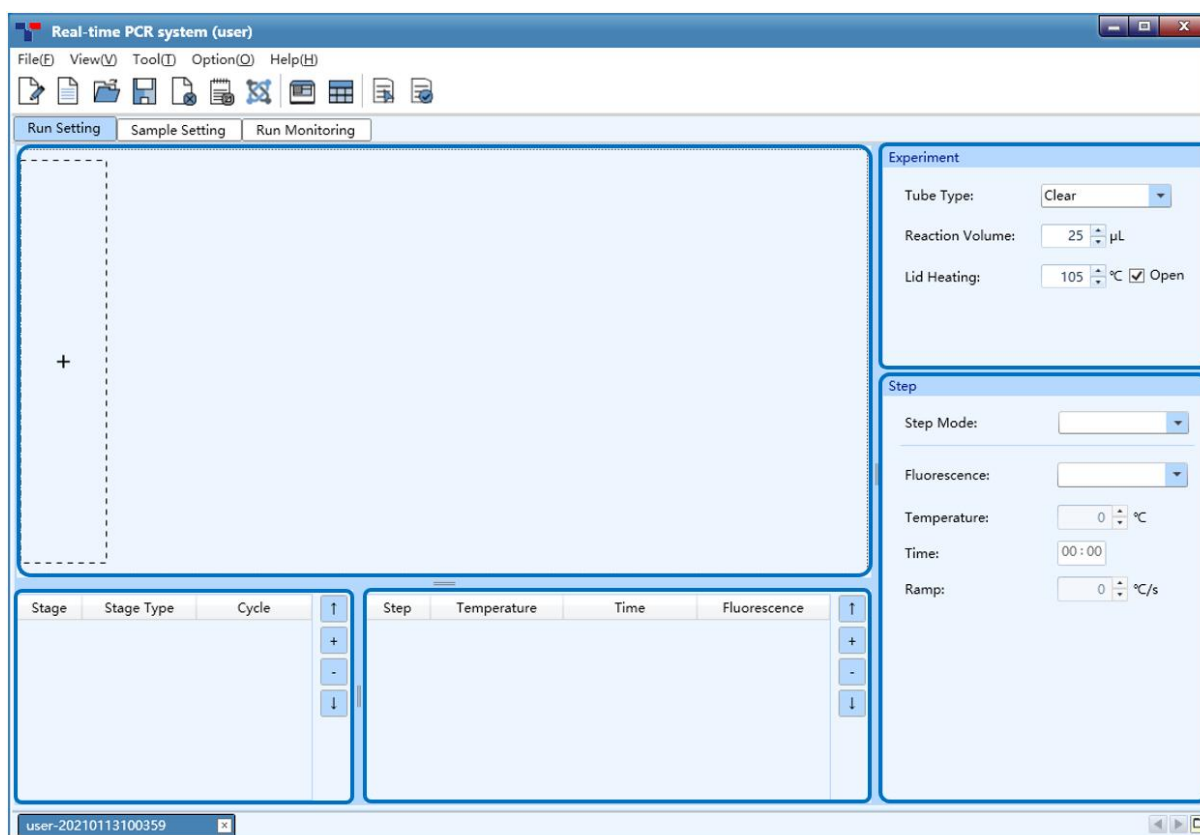 Real-time PCR system (user)
File(F) View(V) Tool(T) Option(O) Help(H)
Run Setting Sample Setting Run Monitoring
+
Experiment
Tube Type: Clear
Reaction Volume: 25 μL
Lid Heating: 105 ℃ Open
Step
Step Mode:
Fluorescence:
Temperature: 0 ℃
Time: 00:00
Ramp: 0 ℃/s
Stage Stage Type Cycle ↑
+
-
↓
Step Temperature Time Fluorescence ↑
+
-
↓
user-20210113100359